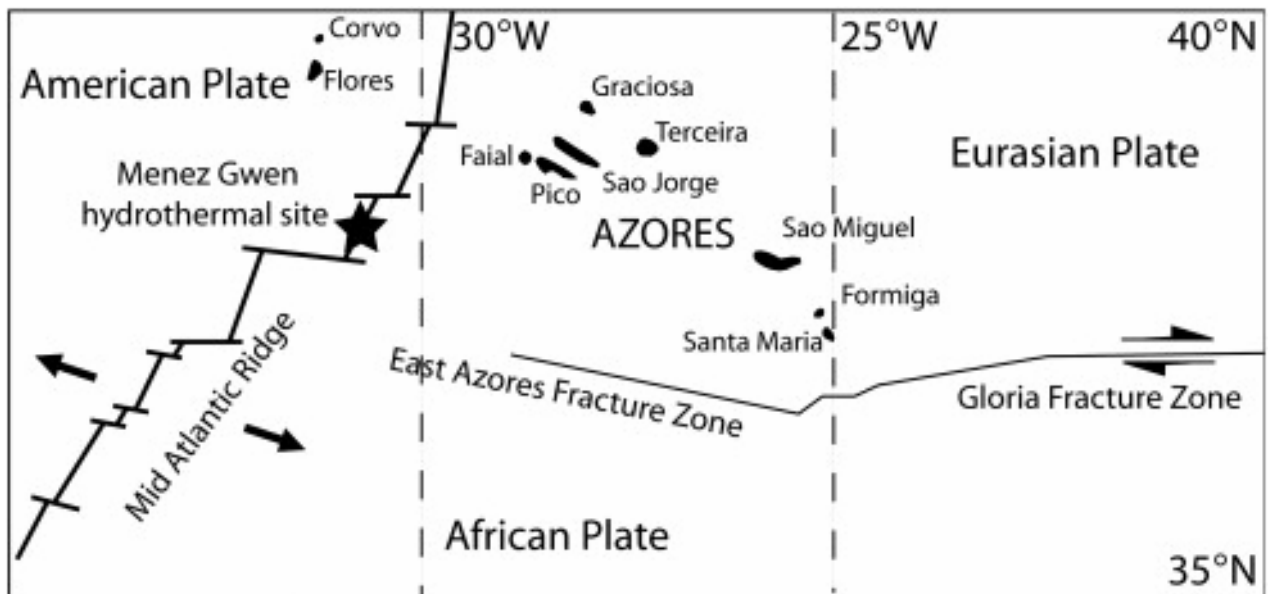 Corvo
30°W
25°W
40°N
American Plate
Flores
Graciosa
Terceira
Eurasian Plate
Faial
Menez Gwen
hydrothermal site
Pico
Sao Jorge
AZORES
Sao Miguel
Formiga
Santa Maria
East Azores Fracture Zone
Gloria Fracture Zone
Mid Atlantic Ridge
African Plate
35°N